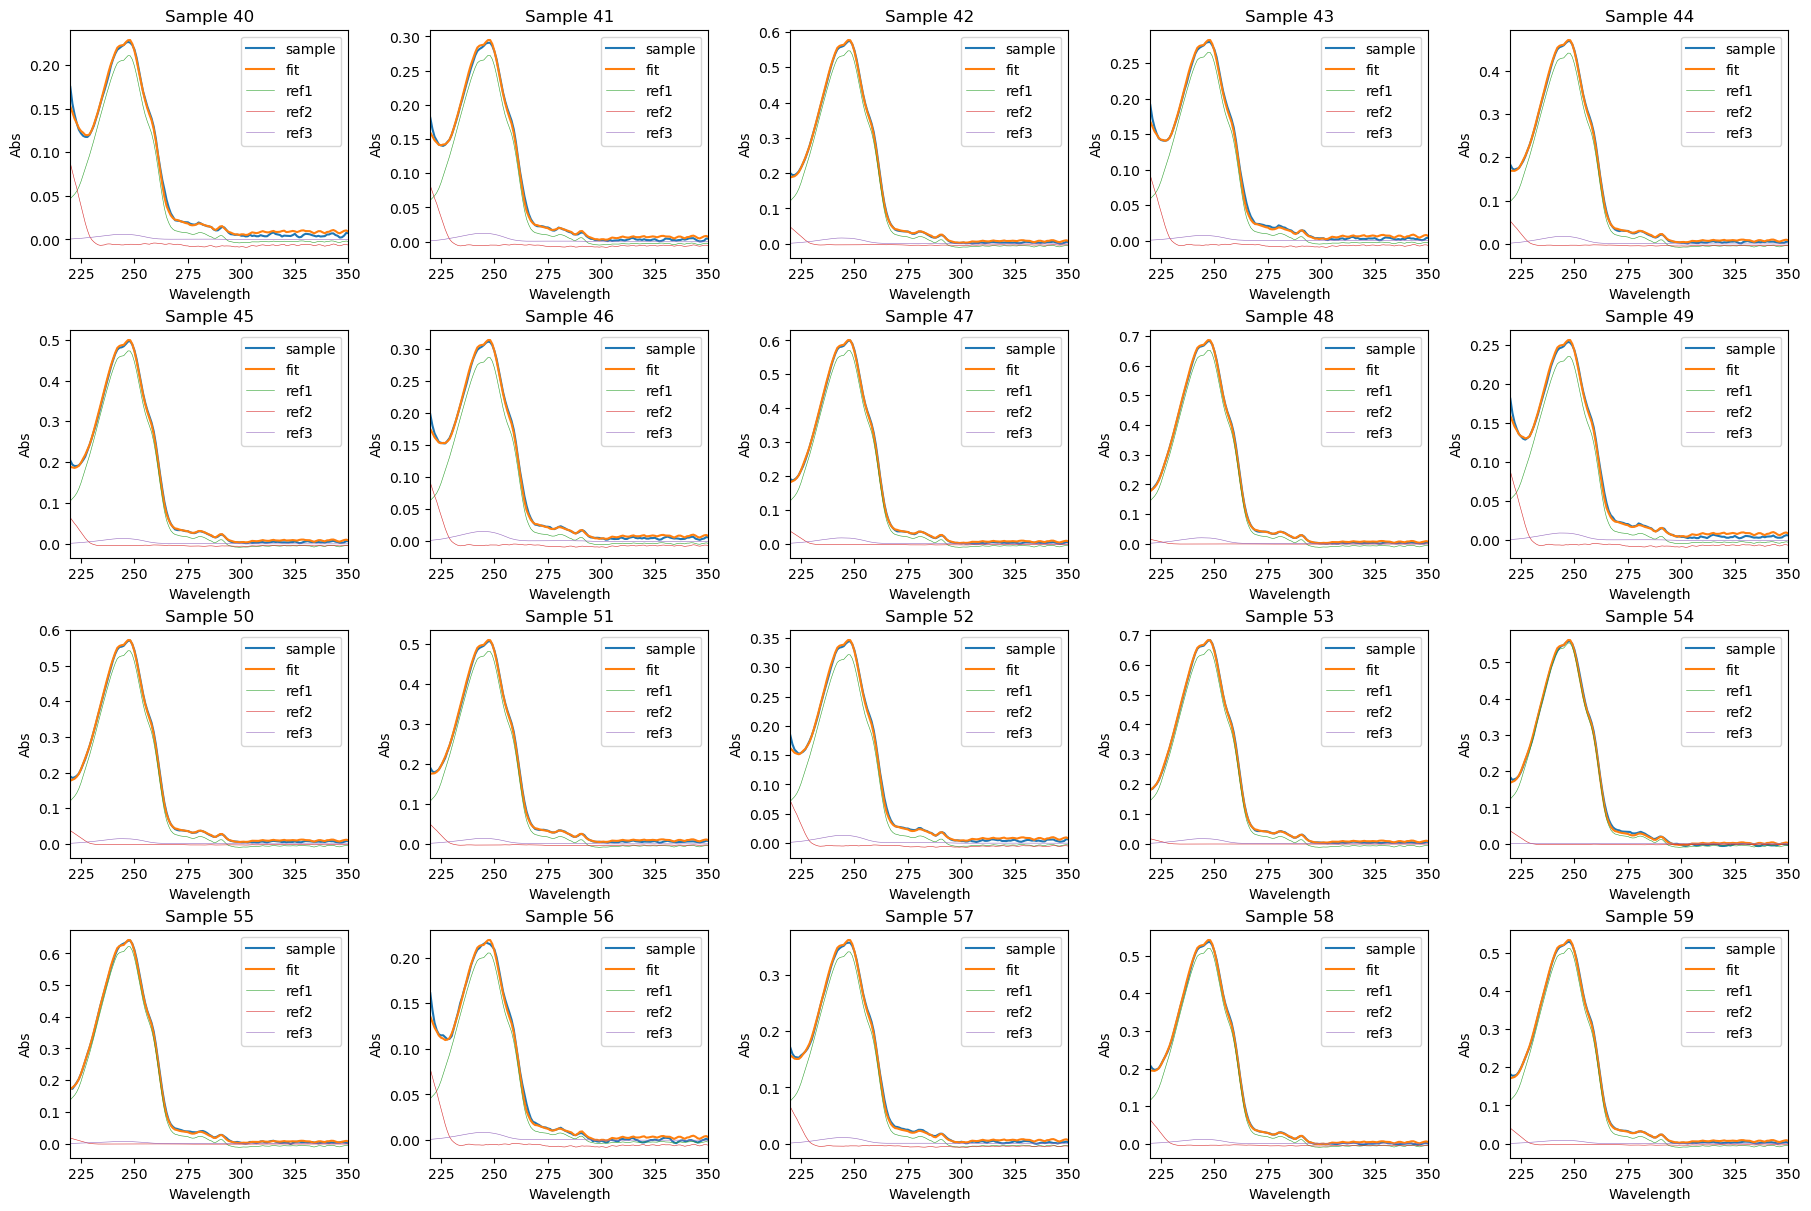 Sample 40 Sample 41 Sample 42 Sample 43 Sample 44
0.20 0.15 0.10 0.05 0.00
Abs
sample
fit
ref1
ref2
ref3
225 250 275 300 325 350
Wavelength
0.30 0.25 0.20 0.15 0.10 0.05 0.00
Abs
sample
fit
ref1
ref2
ref3
225 250 275 300 325 350
Wavelength
0.6 0.5 0.4 0.3 0.2 0.1 0.0
Abs
sample
fit
ref1
ref2
ref3
225 250 275 300 325 350
Wavelength
0.25 0.20 0.15 0.10 0.05 0.00
Abs
sample
fit
ref1
ref2
ref3
225 250 275 300 325 350
Wavelength
0.4 0.3 0.2 0.1 0.0
Abs
sample
fit
ref1
ref2
ref3
225 250 275 300 325 350
Wavelength
Sample 45 Sample 46 Sample 47 Sample 48 Sample 49
0.5 0.4 0.3 0.2 0.1 0.0
Abs
sample
fit
ref1
ref2
ref3
225 250 275 300 325 350
Wavelength
0.30 0.25 0.20 0.15 0.10 0.05 0.00
Abs
sample
fit
ref1
ref2
ref3
225 250 275 300 325 350
Wavelength
0.6 0.5 0.4 0.3 0.2 0.1 0.0
Abs
sample
fit
ref1
ref2
ref3
225 250 275 300 325 350
Wavelength
0.7 0.6 0.5 0.4 0.3 0.2 0.1 0.0
Abs
sample
fit
ref1
ref2
ref3
225 250 275 300 325 350
Wavelength
0.25 0.20 0.15 0.10 0.05 0.00
Abs
sample
fit
ref1
ref2
ref3
225 250 275 300 325 350
Wavelength
Sample 50 Sample 51 Sample 52 Sample 53 Sample 54
0.6 0.5 0.4 0.3 0.2 0.1 0.0
Abs
sample
fit
ref1
ref2
ref3
225 250 275 300 325 350
Wavelength
0.5 0.4 0.3 0.2 0.1 0.0
Abs
sample
fit
ref1
ref2
ref3
225 250 275 300 325 350
Wavelength
0.35 0.30 0.25 0.20 0.15 0.10 0.05 0.00
Abs
sample
fit
ref1
ref2
ref3
225 250 275 300 325 350
Wavelength
0.7 0.6 0.5 0.4 0.3 0.2 0.1 0.0
Abs
sample
fit
ref1
ref2
ref3
225 250 275 300 325 350
Wavelength
0.5 0.4 0.3 0.2 0.1 0.0
Abs
sample
fit
ref1
ref2
ref3
225 250 275 300 325 350
Wavelength
Sample 55 Sample 56 Sample 57 Sample 58 Sample 59
0.6 0.5 0.4 0.3 0.2 0.1 0.0
Abs
sample
fit
ref1
ref2
ref3
225 250 275 300 325 350
Wavelength
0.20 0.15 0.10 0.05 0.00
Abs
sample
fit
ref1
ref2
ref3
225 250 275 300 325 350
Wavelength
0.3 0.2 0.1 0.0
Abs
sample
fit
ref1
ref2
ref3
225 250 275 300 325 350
Wavelength
0.5 0.4 0.3 0.2 0.1 0.0
Abs
sample
fit
ref1
ref2
ref3
225 250 275 300 325 350
Wavelength
0.5 0.4 0.3 0.2 0.1 0.0
Abs
sample
fit
ref1
ref2
ref3
225 250 275 300 325 350
Wavelength